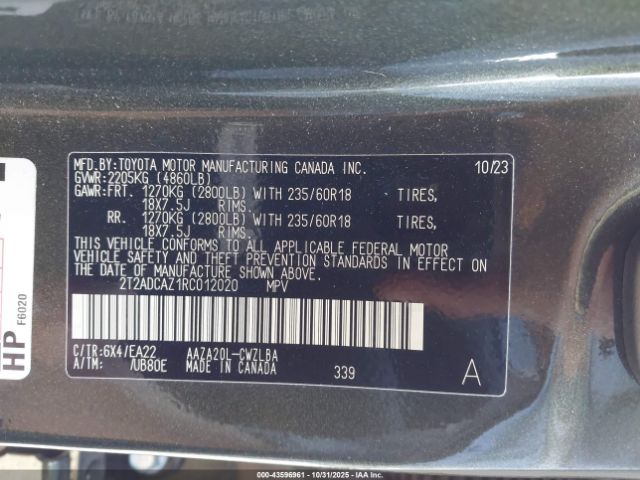 MFD.BY:TOYOTA MOTOR MANUFACTURING CANADA INC. 10/23
GVWR:2205KG (4860LB)
GAWR:FRT. 1270KG (2800LB) WITH 235/60R18 TIRES,
18X7.5J RIMS.
RR. 1270KG (2800LB) WITH 235/60R18 TIRES,
18X7.5J RIMS.
THIS VEHICLE CONFORMS TO ALL APPLICABLE FEDERAL MOTOR
VEHICLE SAFETY AND THEFT PREVENTION STANDARDS IN
EFFECT ON THE DATE OF MANUFACTURE SHOWN ABOVE.
2T2ADCAZ1RC012020 MPV
C/TR:6X4/EA22 AAZA20L-CWZLBA
A/TM: /UB80E MADE IN CANADA 339 A
HP F6020
000-43596961 - 10/31/2025 - IAAI.COM